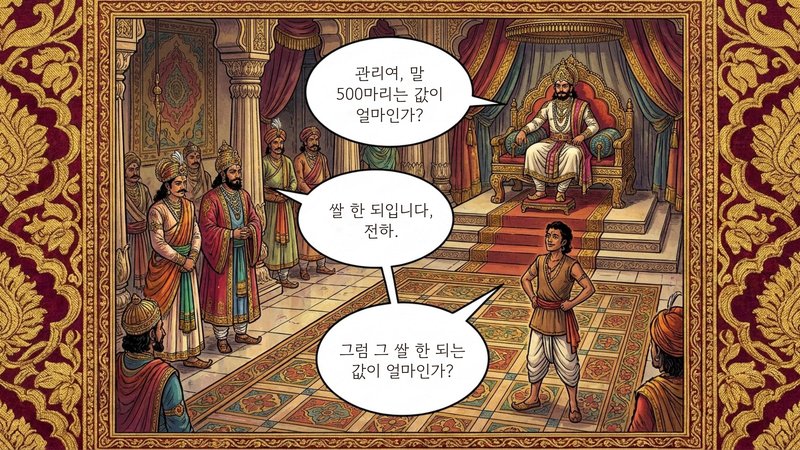 관리여, 말
500마리는 값이
얼마인가?
쌀 한 되입니다,
전하.
그럼 그 쌀 한 되는
값이 얼마인가?